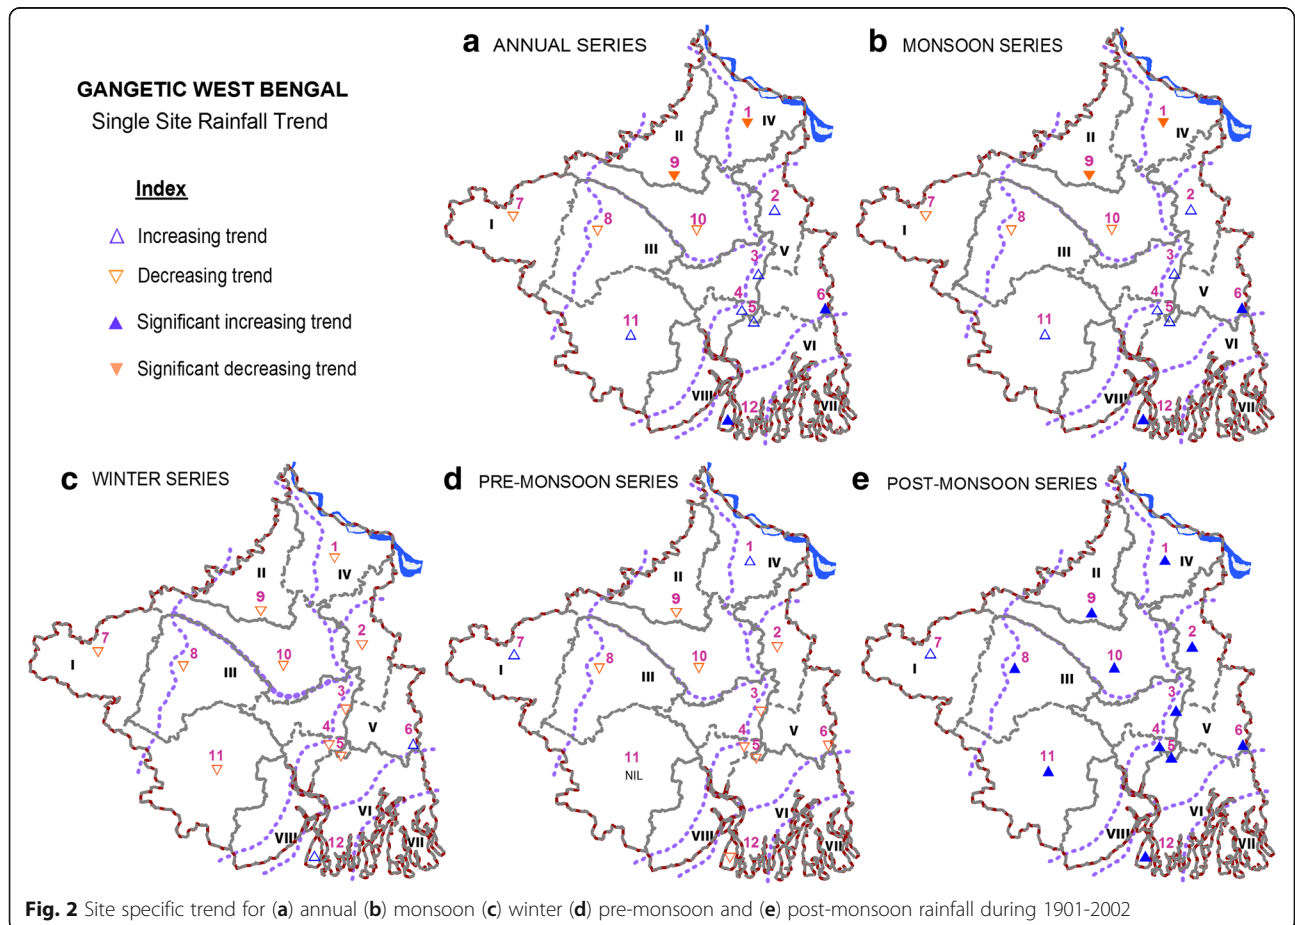 GANGETIC WEST BENGAL
Single Site Rainfall Trend
Index
Increasing trend
Decreasing trend
Significant increasing trend
Significant decreasing trend
a ANNUAL SERIES
1
IV
II
9
2
7
I
8
10
III
3
V
4
5
6
11
VI
VIII
12
VII
b MONSOON SERIES
1
IV
II
9
2
7
I
8
10
III
3
V
4
5
6
11
VI
VIII
12
VII
c WINTER SERIES
1
IV
II
9
2
7
I
8
10
III
3
V
4
5
6
11
VI
VIII
12
VII
d PRE-MONSOON SERIES
1
IV
II
9
2
7
I
8
10
III
3
V
4
5
6
11
NIL
VI
VIII
12
VII
e POST-MONSOON SERIES
1
IV
II
9
2
7
I
8
10
III
3
V
4
5
6
11
VI
VIII
12
VII
Fig. 2 Site specific trend for (a) annual (b) monsoon (c) winter (d) pre-monsoon and (e) post-monsoon rainfall during 1901-2002